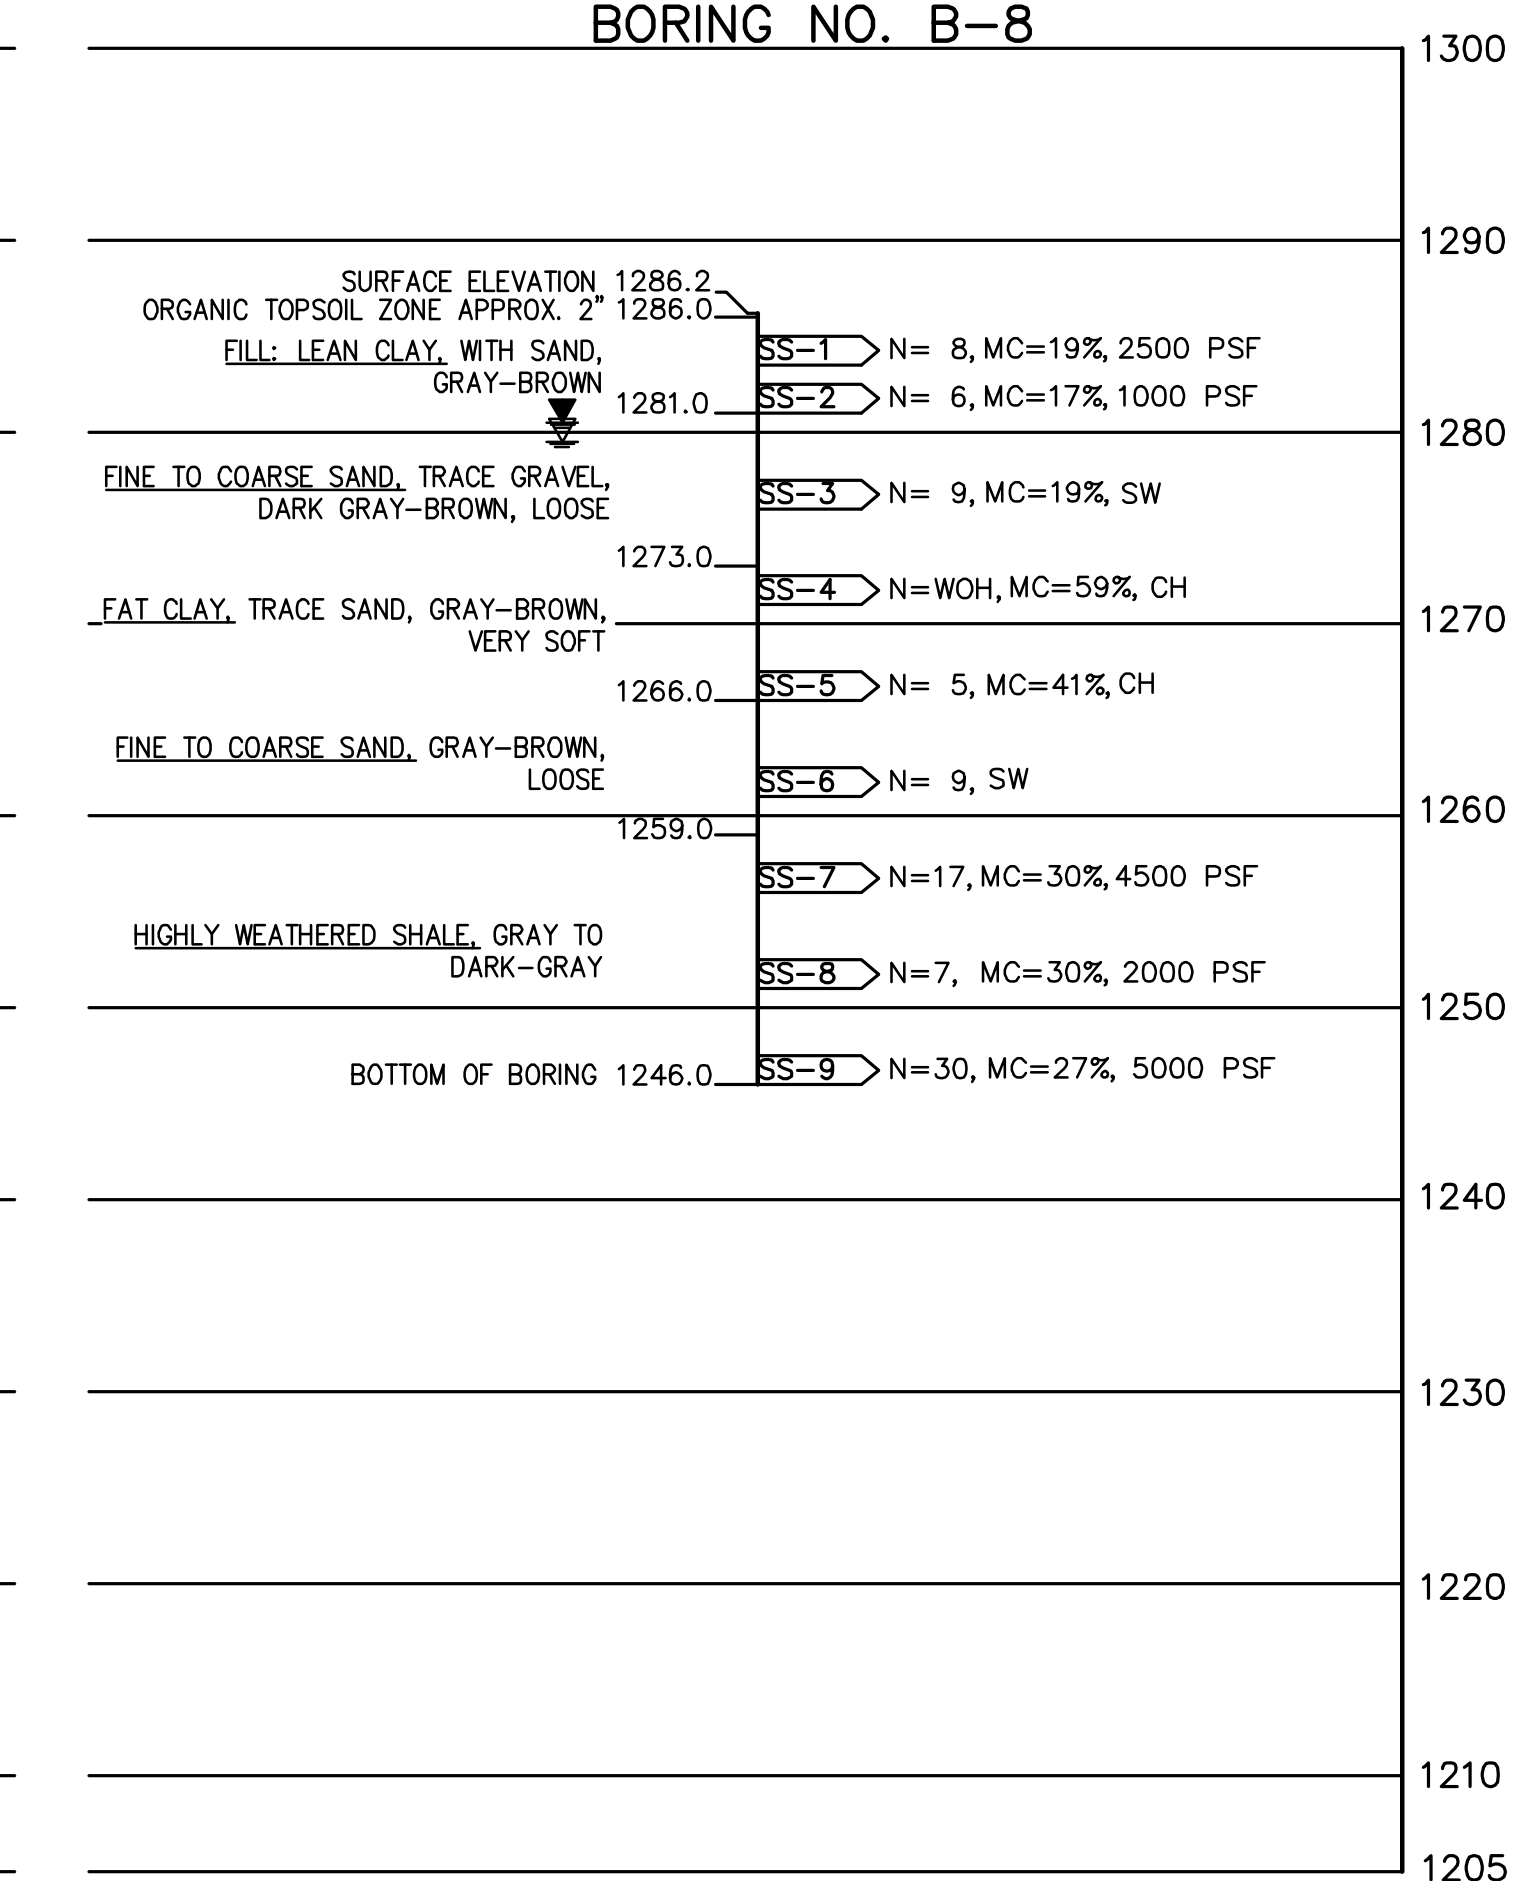 BORING NO. B-8
1300
1290
SURFACE ELEVATION 1286.2
ORGANIC TOPSOIL ZONE APPROX. 2" 1286.0
FILL: LEAN CLAY, WITH SAND,
GRAY-BROWN
SS-1 N= 8, MC=19%, 2500 PSF
SS-2 N= 6, MC=17%, 1000 PSF
1281.0
1280
FINE TO COARSE SAND, TRACE GRAVEL,
DARK GRAY-BROWN, LOOSE
SS-3 N= 9, MC=19%, SW
1273.0
SS-4 N=WOH, MC=59%, CH
FAT CLAY, TRACE SAND, GRAY-BROWN,
VERY SOFT
1270
1266.0
SS-5 N= 5, MC=41%, CH
FINE TO COARSE SAND, GRAY-BROWN,
LOOSE
SS-6 N= 9, SW
1260
1259.0
SS-7 N=17, MC=30%, 4500 PSF
HIGHLY WEATHERED SHALE, GRAY TO
DARK-GRAY
SS-8 N=7, MC=30%, 2000 PSF
1250
BOTTOM OF BORING 1246.0
SS-9 N=30, MC=27%, 5000 PSF
1240
1230
1220
1210
1205